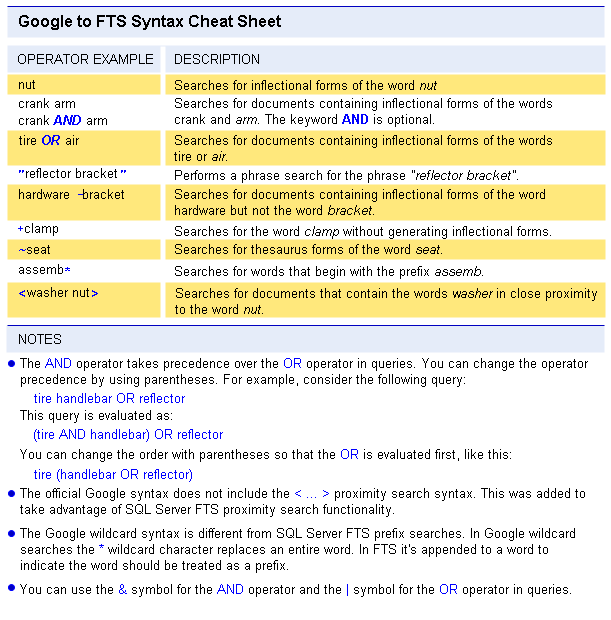 Google to FTS Syntax Cheat Sheet
OPERATOR EXAMPLE DESCRIPTION
nut Searches for inflectional forms of the word nut
crank arm Searches for documents containing inflectional forms of the words
crank AND arm crank and arm. The keyword AND is optional.
tire OR air Searches for documents containing inflectional forms of the words
tire or air.
"reflector bracket" Performs a phrase search for the phrase "reflector bracket".
hardware -bracket Searches for documents containing inflectional forms of the word
hardware but not the word bracket.
+clamp Searches for the word clamp without generating inflectional forms.
~seat Searches for thesaurus forms of the word seat.
assemb* Searches for words that begin with the prefix assemb.
<washer nut> Searches for documents that contain the words washer in close proximity
to the word nut.
NOTES
• The AND operator takes precedence over the OR operator in queries. You can change the operator
precedence by using parentheses. For example, consider the following query:
tire handlebar OR reflector
This query is evaluated as:
(tire AND handlebar) OR reflector
You can change the order with parentheses so that the OR is evaluated first, like this:
tire (handlebar OR reflector)
• The official Google syntax does not include the < ... > proximity search syntax. This was added to
take advantage of SQL Server FTS proximity search functionality.
• The Google wildcard syntax is different from SQL Server FTS prefix searches. In Google wildcard
searches the * wildcard character replaces an entire word. In FTS it's appended to a word to
indicate the word should be treated as a prefix.
• You can use the & symbol for the AND operator and the | symbol for the OR operator in queries.